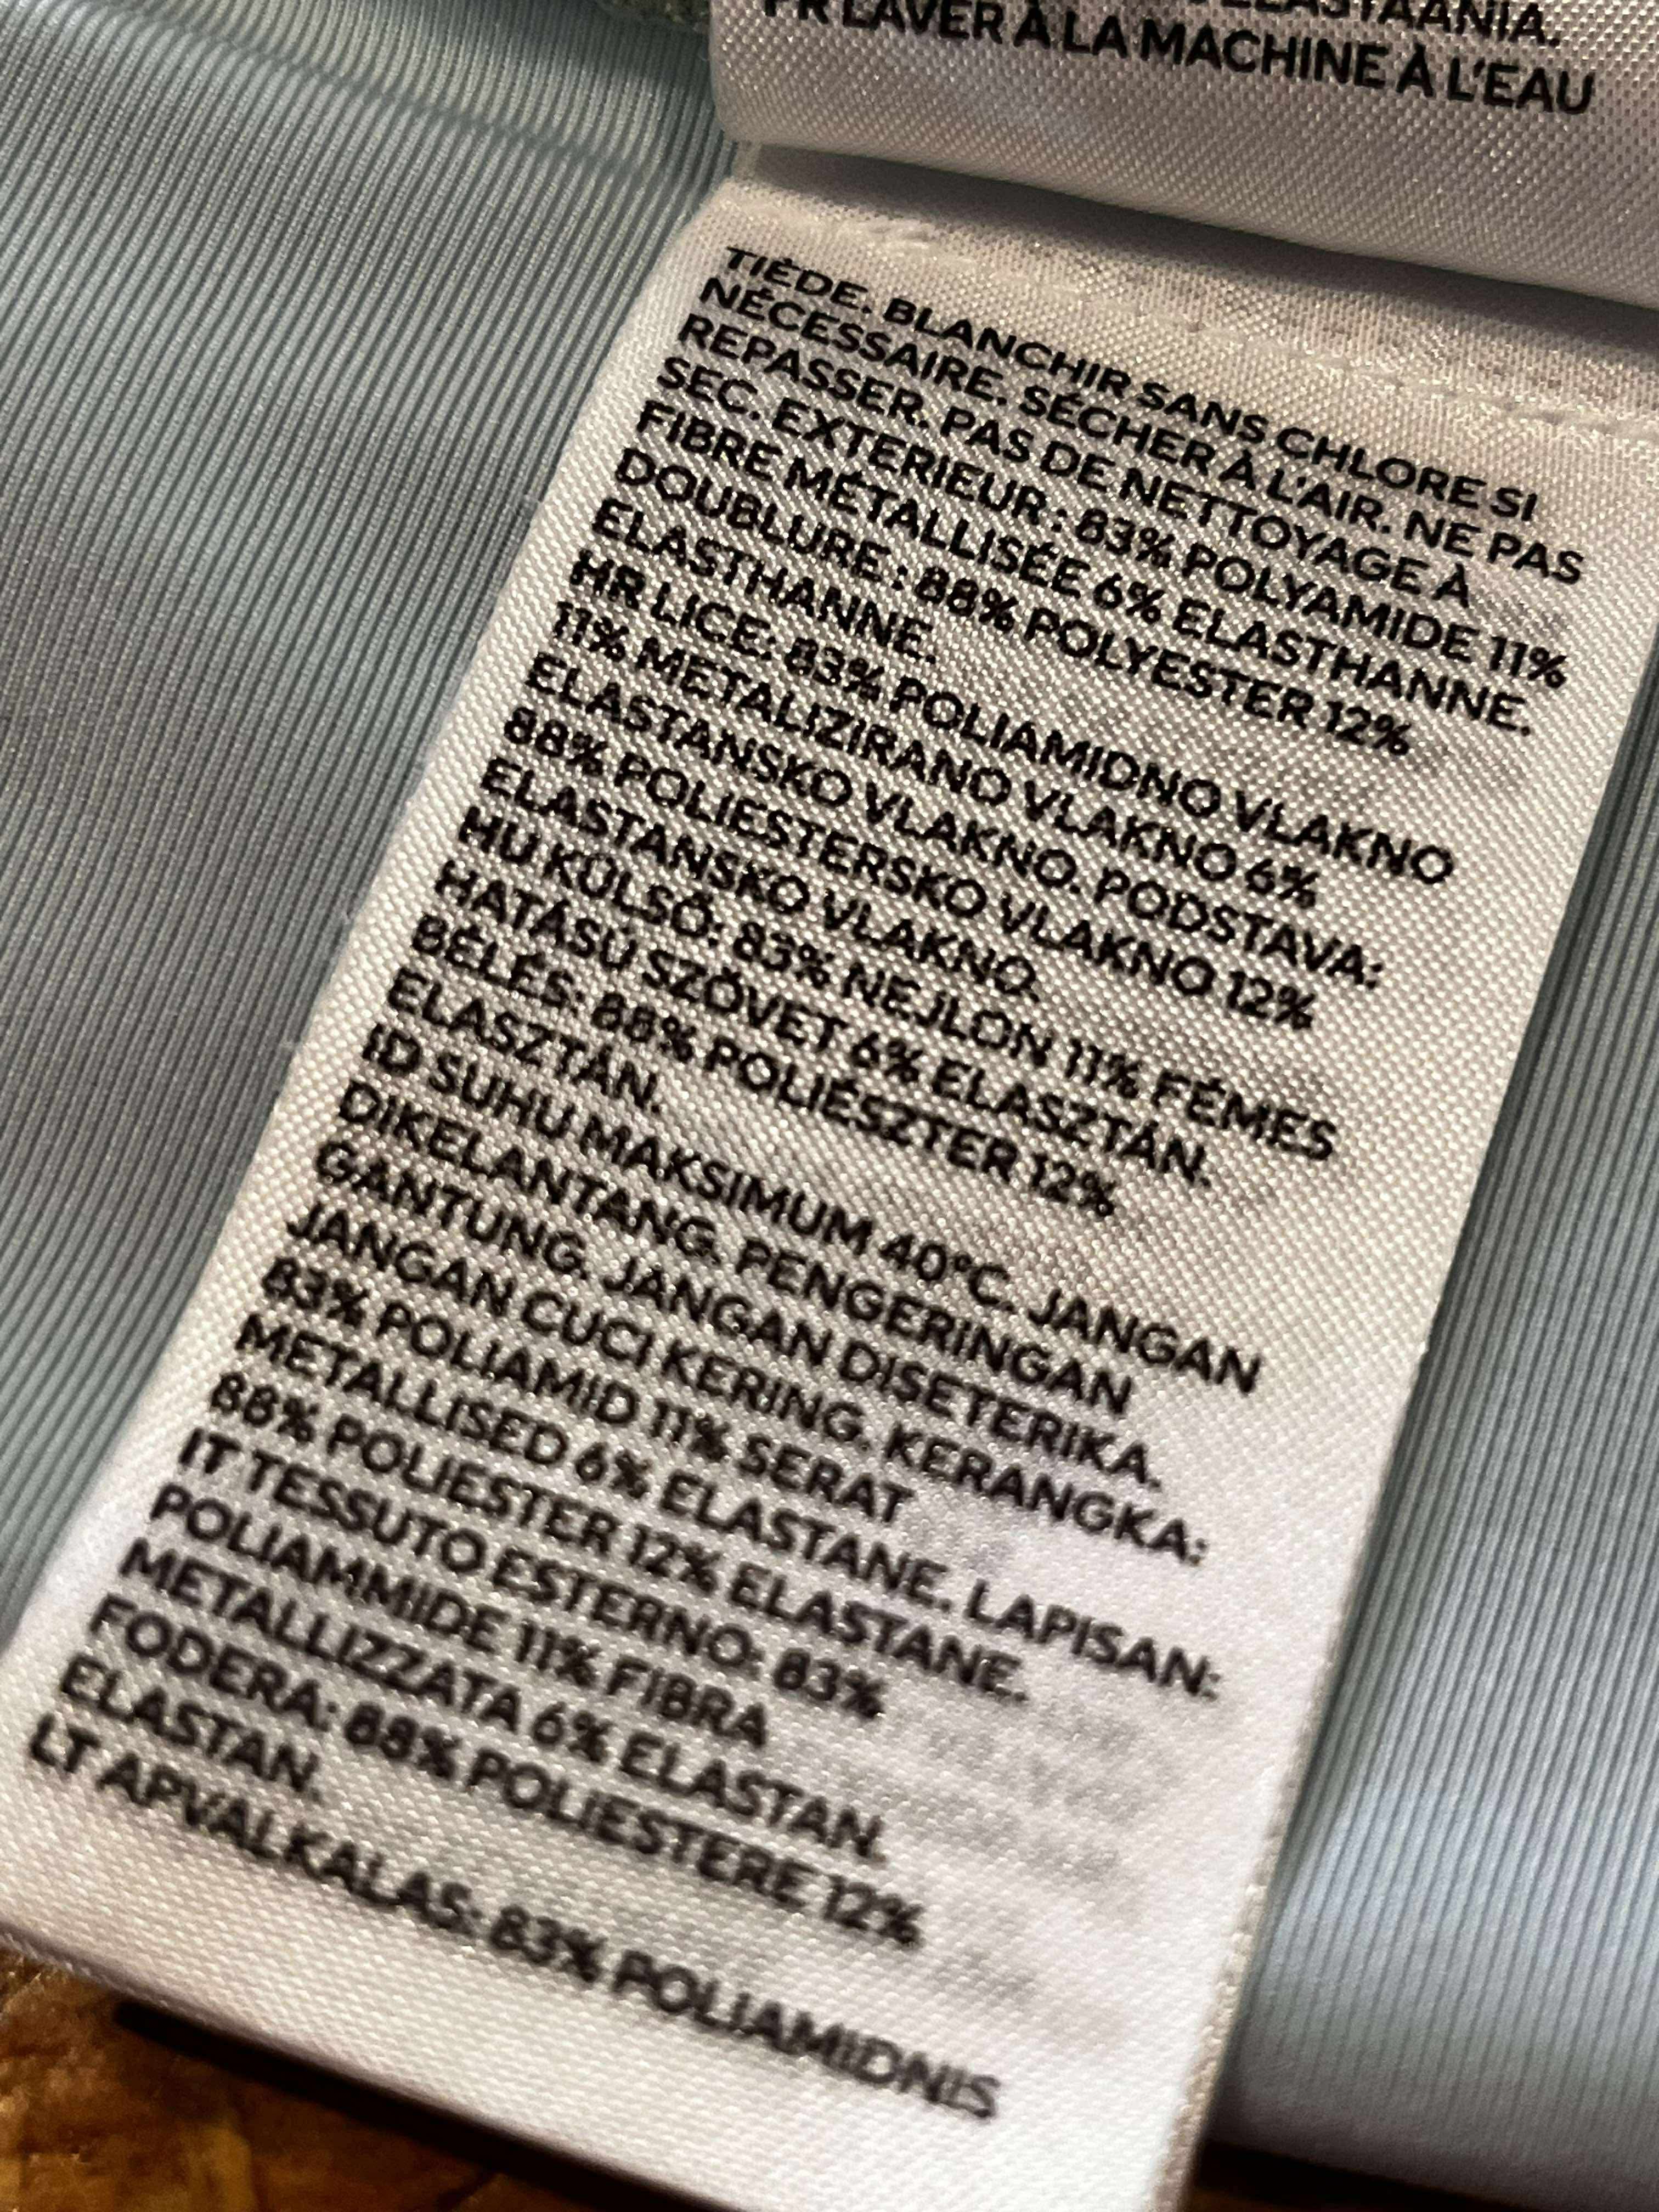 ELASTAANIA.
FR LAVER À LA MACHINE À L'EAU
TIÈDE. BLANCHIR SANS CHLORE SI
NÉCESSAIRE. SÉCHER À L'AIR. NE PAS
REPASSER. PAS DE NETTOYAGE À
SEC. EXTERIEUR : 83% POLYAMIDE 11%
FIBRE MÉTALLISÉE 6% ELASTHANNE.
DOUBLURE : 88% POLYESTER 12%
ELASTHANNE.
HR LICE: 83% POLIAMIDNO VLAKNO
11% METALIZIRANO VLAKNO 6%
ELASTANSKO VLAKNO. PODSTAVA:
88% POLIESTERSKO VLAKNO 12%
ELASTANSKO VLAKNO.
HU KÜLSŐ: 83% NEJLON 11% FÉMES
HATÁSÚ SZÖVET 6% ELASZTÁN.
BÉLÉS: 88% POLIÉSZTER 12%
ELASZTÁN.
ID SUHU MAKSIMUM 40°C. JANGAN
DIKELANTANG. PENGERINGAN
GANTUNG. JANGAN DISETERIKA.
JANGAN CUCI KERING. KERANGKA:
83% POLIAMID 11% SERAT
METALLISED 6% ELASTANE. LAPISAN:
88% POLIESTER 12% ELASTANE.
IT TESSUTO ESTERNO: 83%
POLIAMMIDE 11% FIBRA
METALLIZZATA 6% ELASTAN.
FODERA: 88% POLIESTERE 12%
ELASTAN.
LT APVALKALAS: 83% POLIAMIDNIS